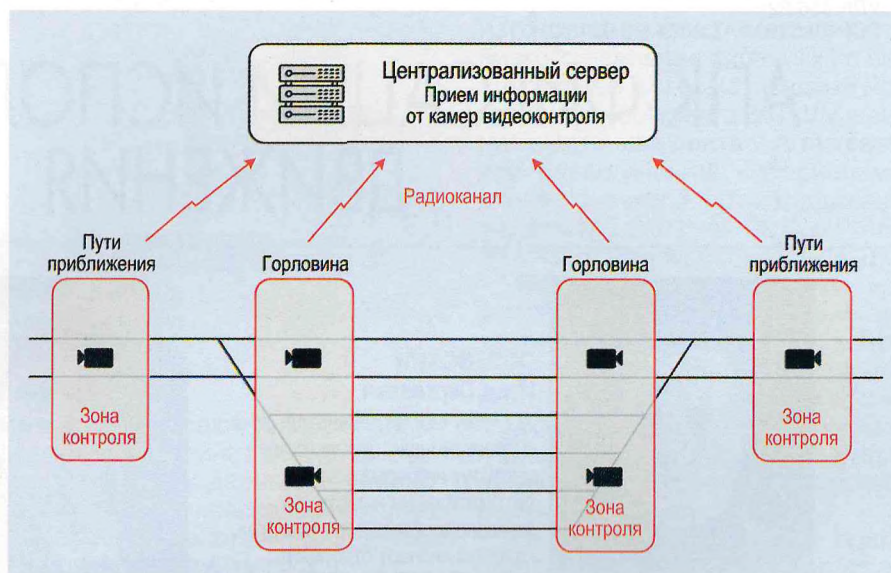 Централизованный сервер
Прием информации
от камер видеоконтроля
Радиоканал
Пути
приближения
Горловина
Горловина
Пути
приближения
Зона
контроля
Зона
контроля
Зона
контроля
Зона
контроля